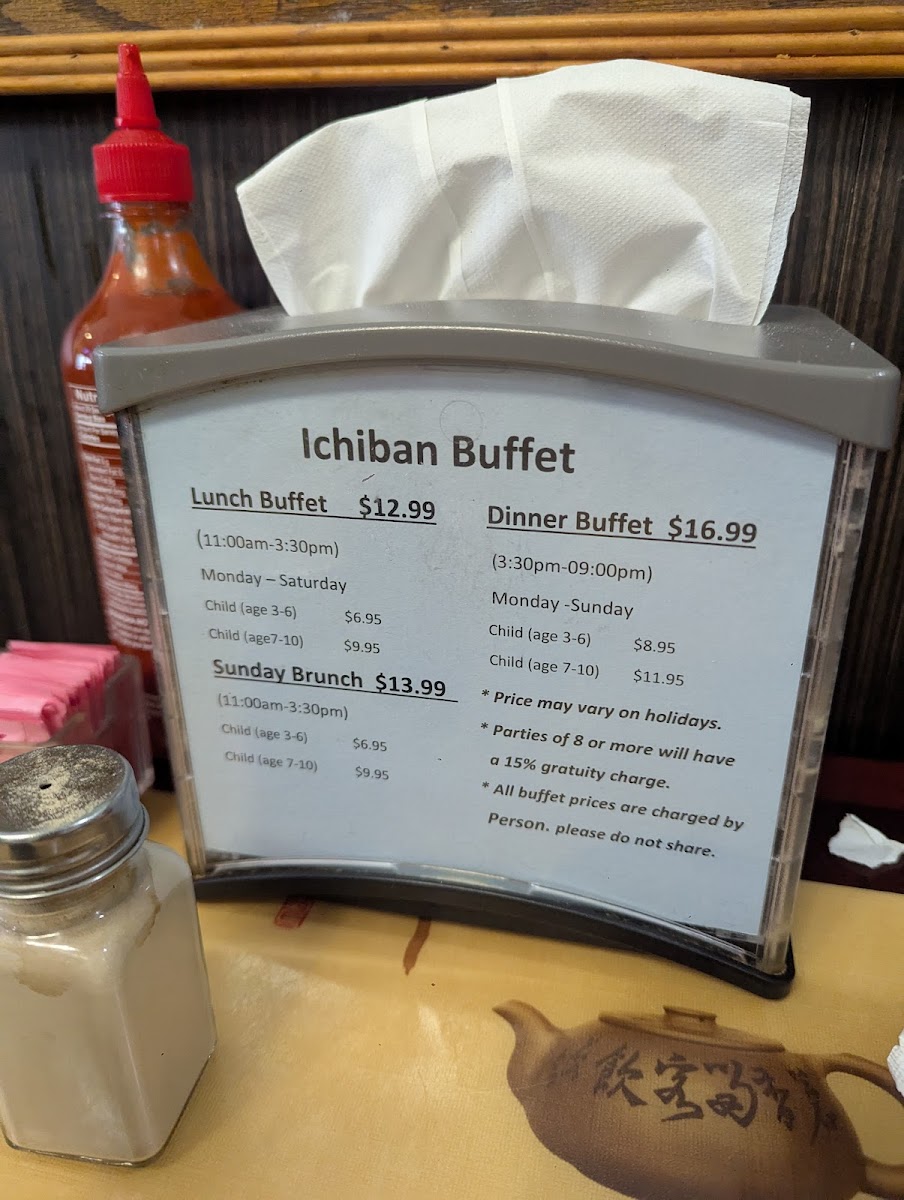 Ichiban Buffet
Lunch Buffet $12.99
(11:00am-3:30pm)
Monday – Saturday
Child (age 3-6) $6.95
Child (age7-10) $9.95
Sunday Brunch $13.99
(11:00am-3:30pm)
Child (age 3-6) $6.95
Child (age 7-10) $9.95
Dinner Buffet $16.99
(3:30pm-09:00pm)
Monday -Sunday
Child (age 3-6) $8.95
Child (age 7-10) $11.95
* Price may vary on holidays.
* Parties of 8 or more will have
a 15% gratuity charge.
* All buffet prices are charged by
Person. please do not share.
Nutr